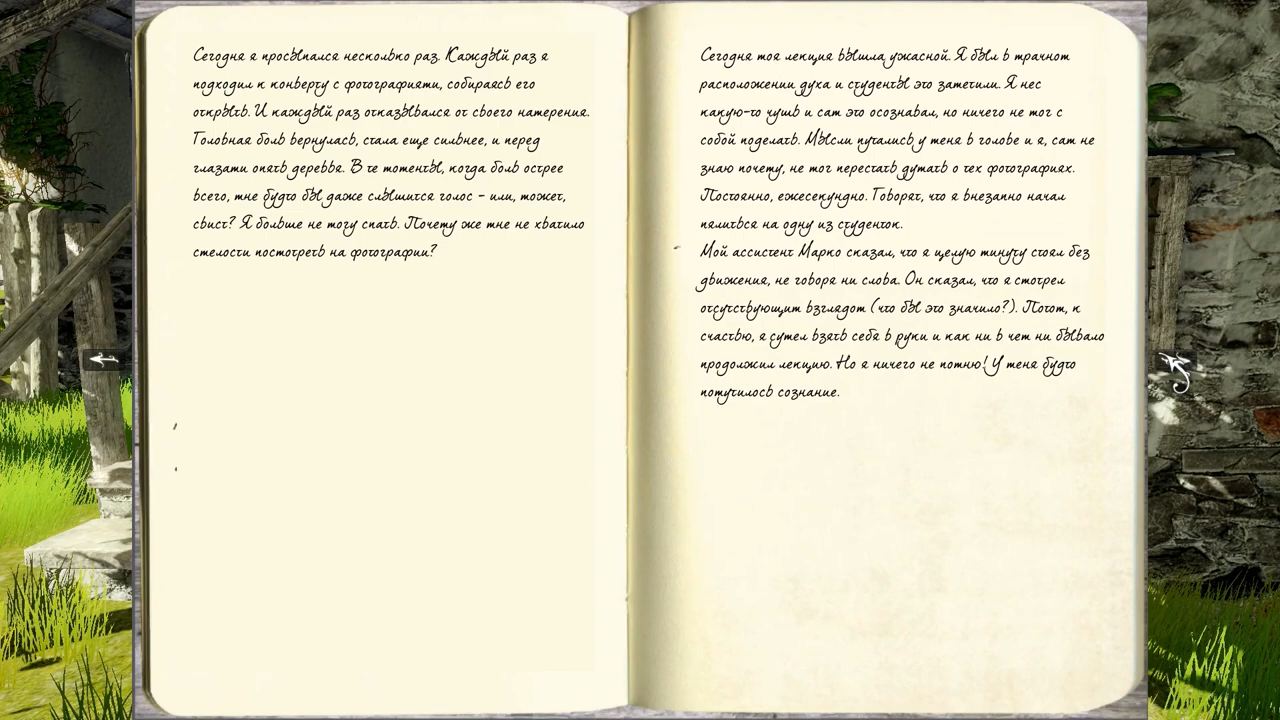 Сегодня я просыпался несколько раз. Каждый раз я
подходил к конверту с фотографиями, собираясь его
открыть. И каждый раз отказывался от своего намерения.
Головная боль вернулась, стала еще сильнее, и перед
глазами опять деревья. В те моменты, когда боль острее
всего, мне будто бы даже слышится голос – или, может,
свист? Я больше не могу спать. Почему же мне не хватило
смелости посмотреть на фотографии?
Сегодня моя лекция вышла ужасной. Я был в мрачном
расположении духа и студенты это заметили. Я нес
какую-то чушь и сам это осознавал, но ничего не мог с
собой поделать. Мысли путались у меня в голове и я, сам не
знаю почему, не мог перестать думать о тех фотографиях.
Постоянно, ежесекундно. Говорят, что я внезапно начал
пялиться на одну из студенток.
Мой ассистент Марко сказал, что я целую минуту стоял без
движения, не говоря ни слова. Он сказал, что я смотрел
отсутствующим взглядом (что бы это значило?). Потом, к
счастью, я сумел взять себя в руки и как ни в чем ни бывало
продолжил лекцию. Но я ничего не помню! У меня будто
помутилось сознание.